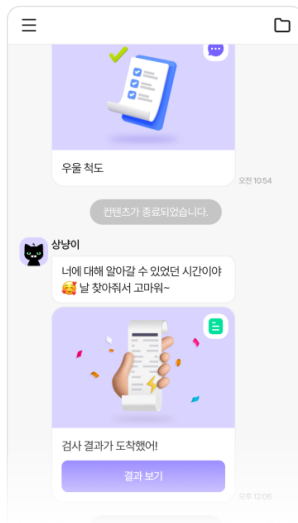 우울 척도
오전 10:54
컨텐츠가 종료되었습니다.
상냥이
너에 대해 알아갈 수 있었던 시간이야
🥰 날 찾아줘서 고마워~
검사 결과가 도착했어!
결과 보기
오후 12:06